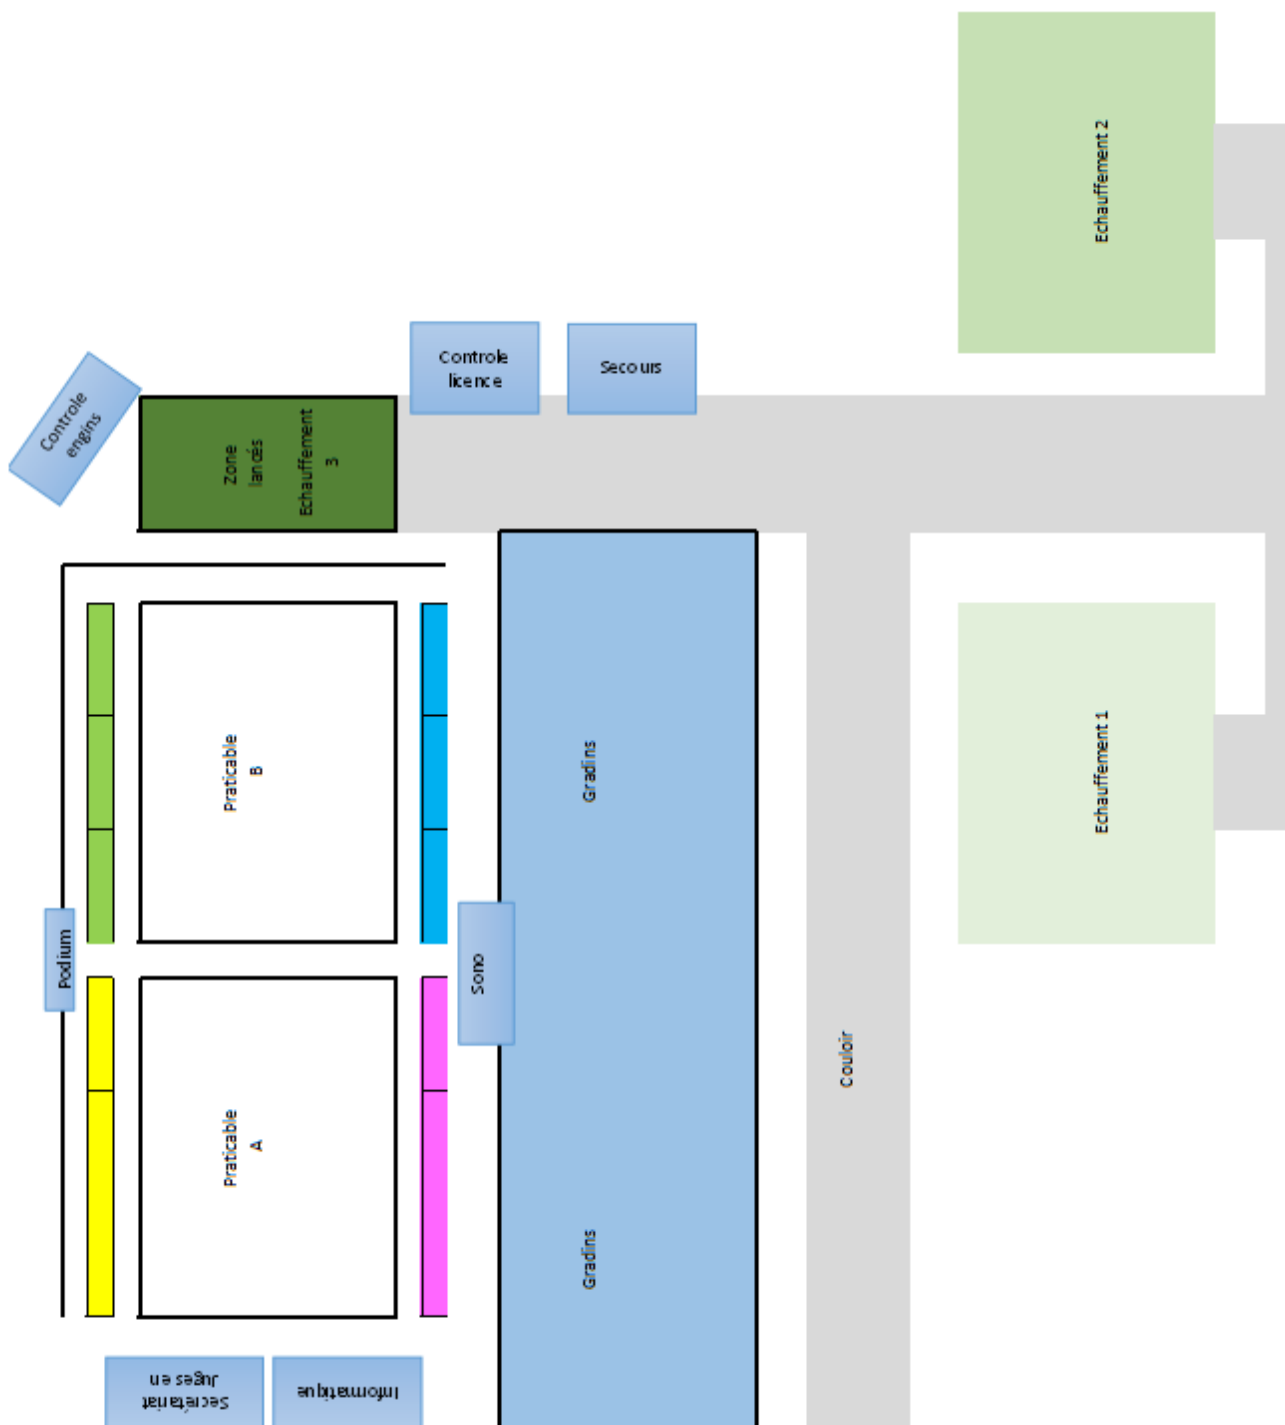 Echauffement 2
Controle
licence
Secours
Controle
engins
Zone
lancés
Echauffement
3
Praticable
B
Gradins
Echauffement 1
Podium
Sono
Praticable
A
Gradins
Couloir
Secrétariat
Juges en
une
Informatique